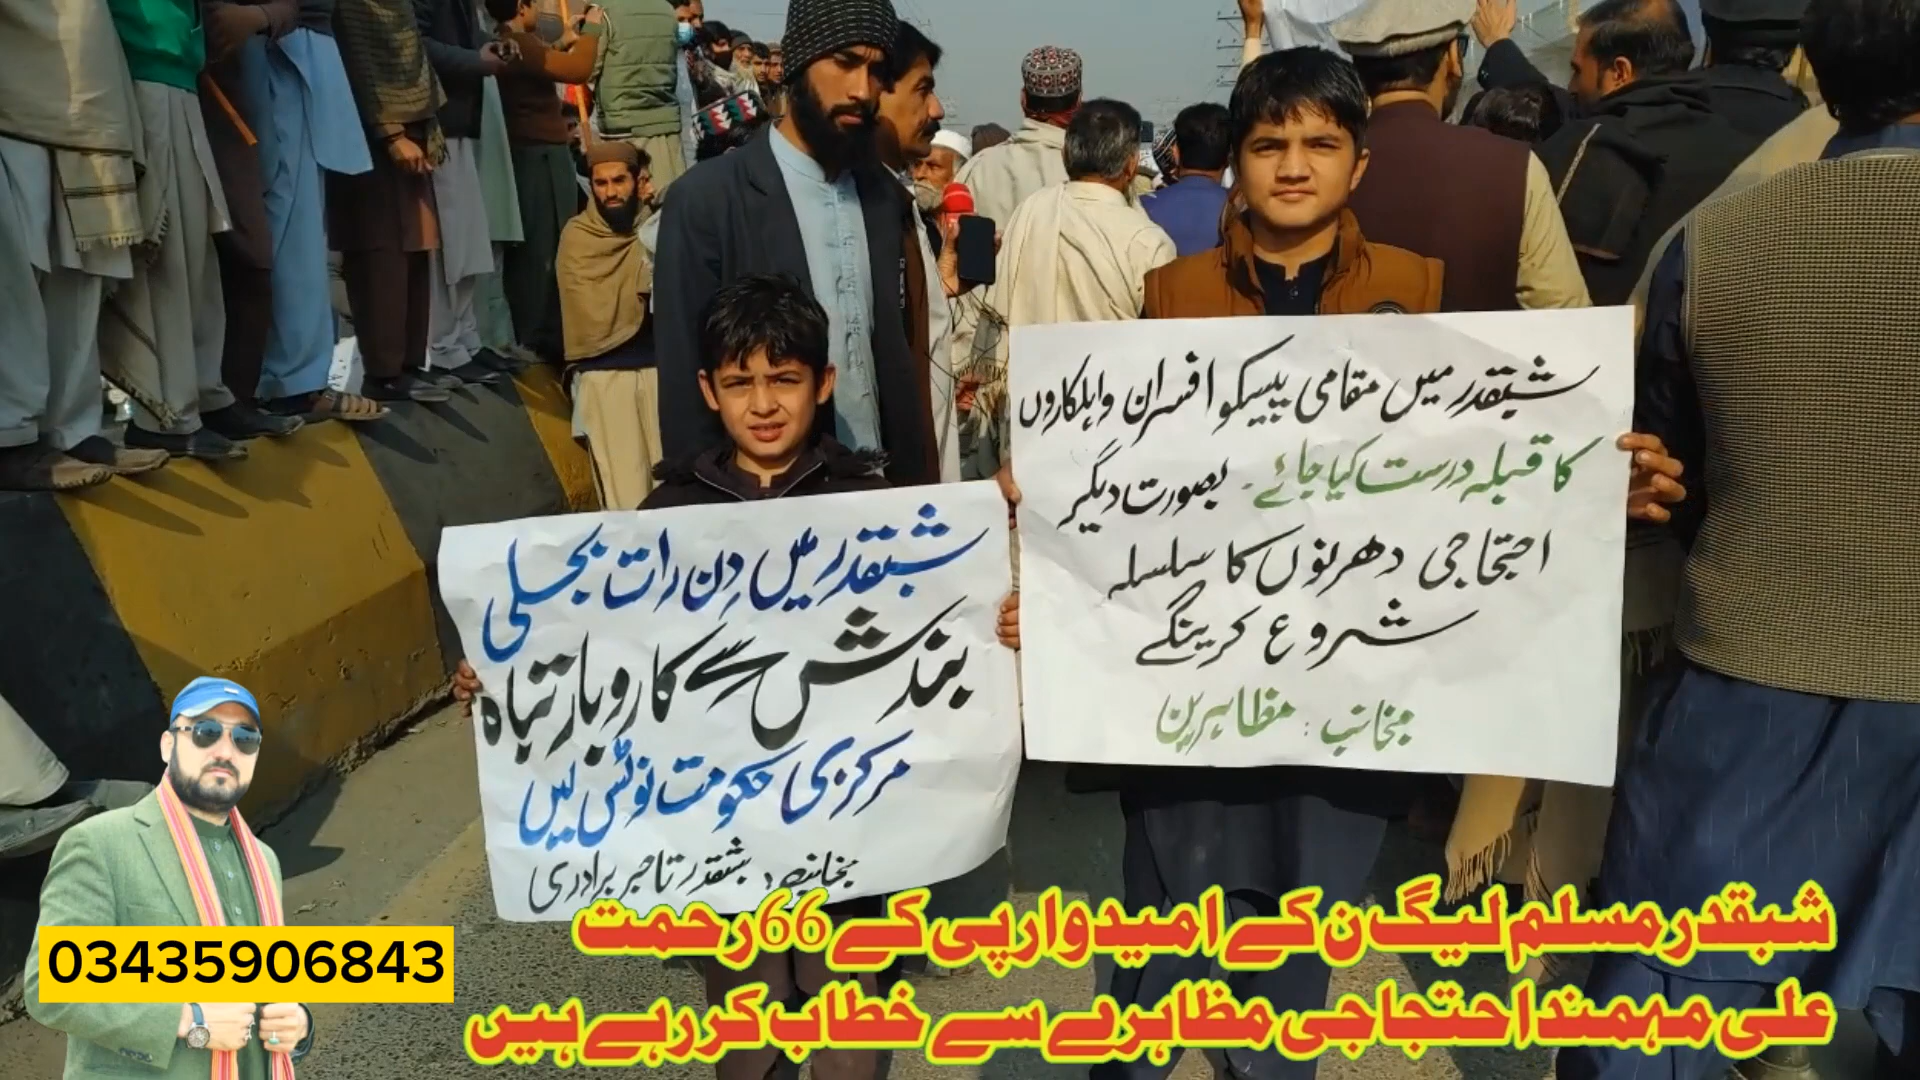 شبقدر میں مقامی پیسکو افسران و اہلکاروں
کا قبلہ درست کیا جائے۔ بصورت دیگر
احتجاجی دھرنوں کا سلسلہ
شروع کرینگے
منجانب : مظاہرین
شبقدر میں دن رات بجلی
بندش سے کاروبار تباہ
مرکزی حکومت نوٹس لیں
منجانب : شبقدر تاجر برادری
شبقدر مسلم لیگ ن کے امیدوار پی کے 66 رحمت
علی مہمند احتجاجی مظاہرے سے خطاب کر رہے ہیں
03435906843